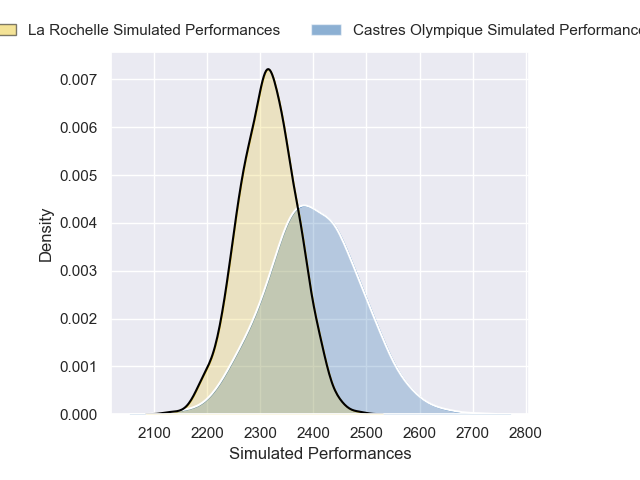 La Rochelle Simulated Performances
Castres Olympique Simulated Performance
0.007
0.006
0.005
0.004
0.003
0.002
0.001
0.000
Density
2100 2200 2300 2400 2500 2600 2700 2800
Simulated Performances